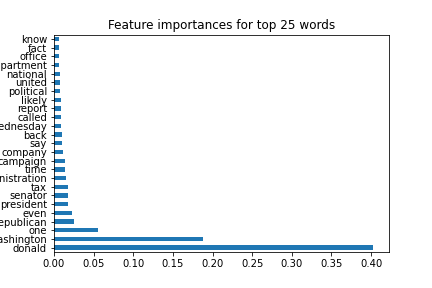 Feature importances for top 25 words
know
fact
office
partment
national
united
political
likely
report
called
ednesday
back
say
company
campaign
time
nistration
tax
senator
president
even
epublican
one
ashington
donald
0.00 0.05 0.10 0.15 0.20 0.25 0.30 0.35 0.40